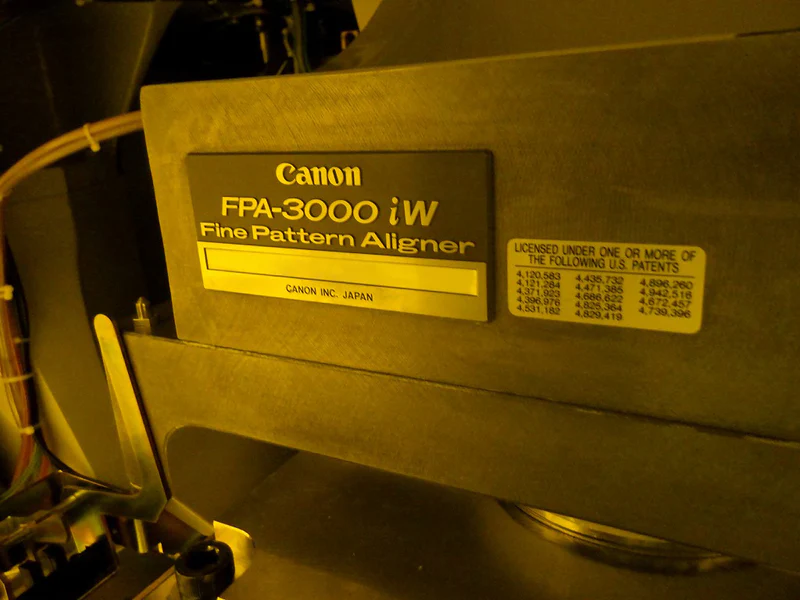 Canon
FPA-3000 iW
Fine Pattern Aligner
CANON INC. JAPAN
LICENSED UNDER ONE OR MORE OF
THE FOLLOWING U.S. PATENTS
4,120,583 4,435,732 4,896,260
4,121,284 4,471,385 4,942,516
4,371,923 4,686,622 4,672,457
4,396,976 4,825,364 4,739,396
4,531,182 4,829,419